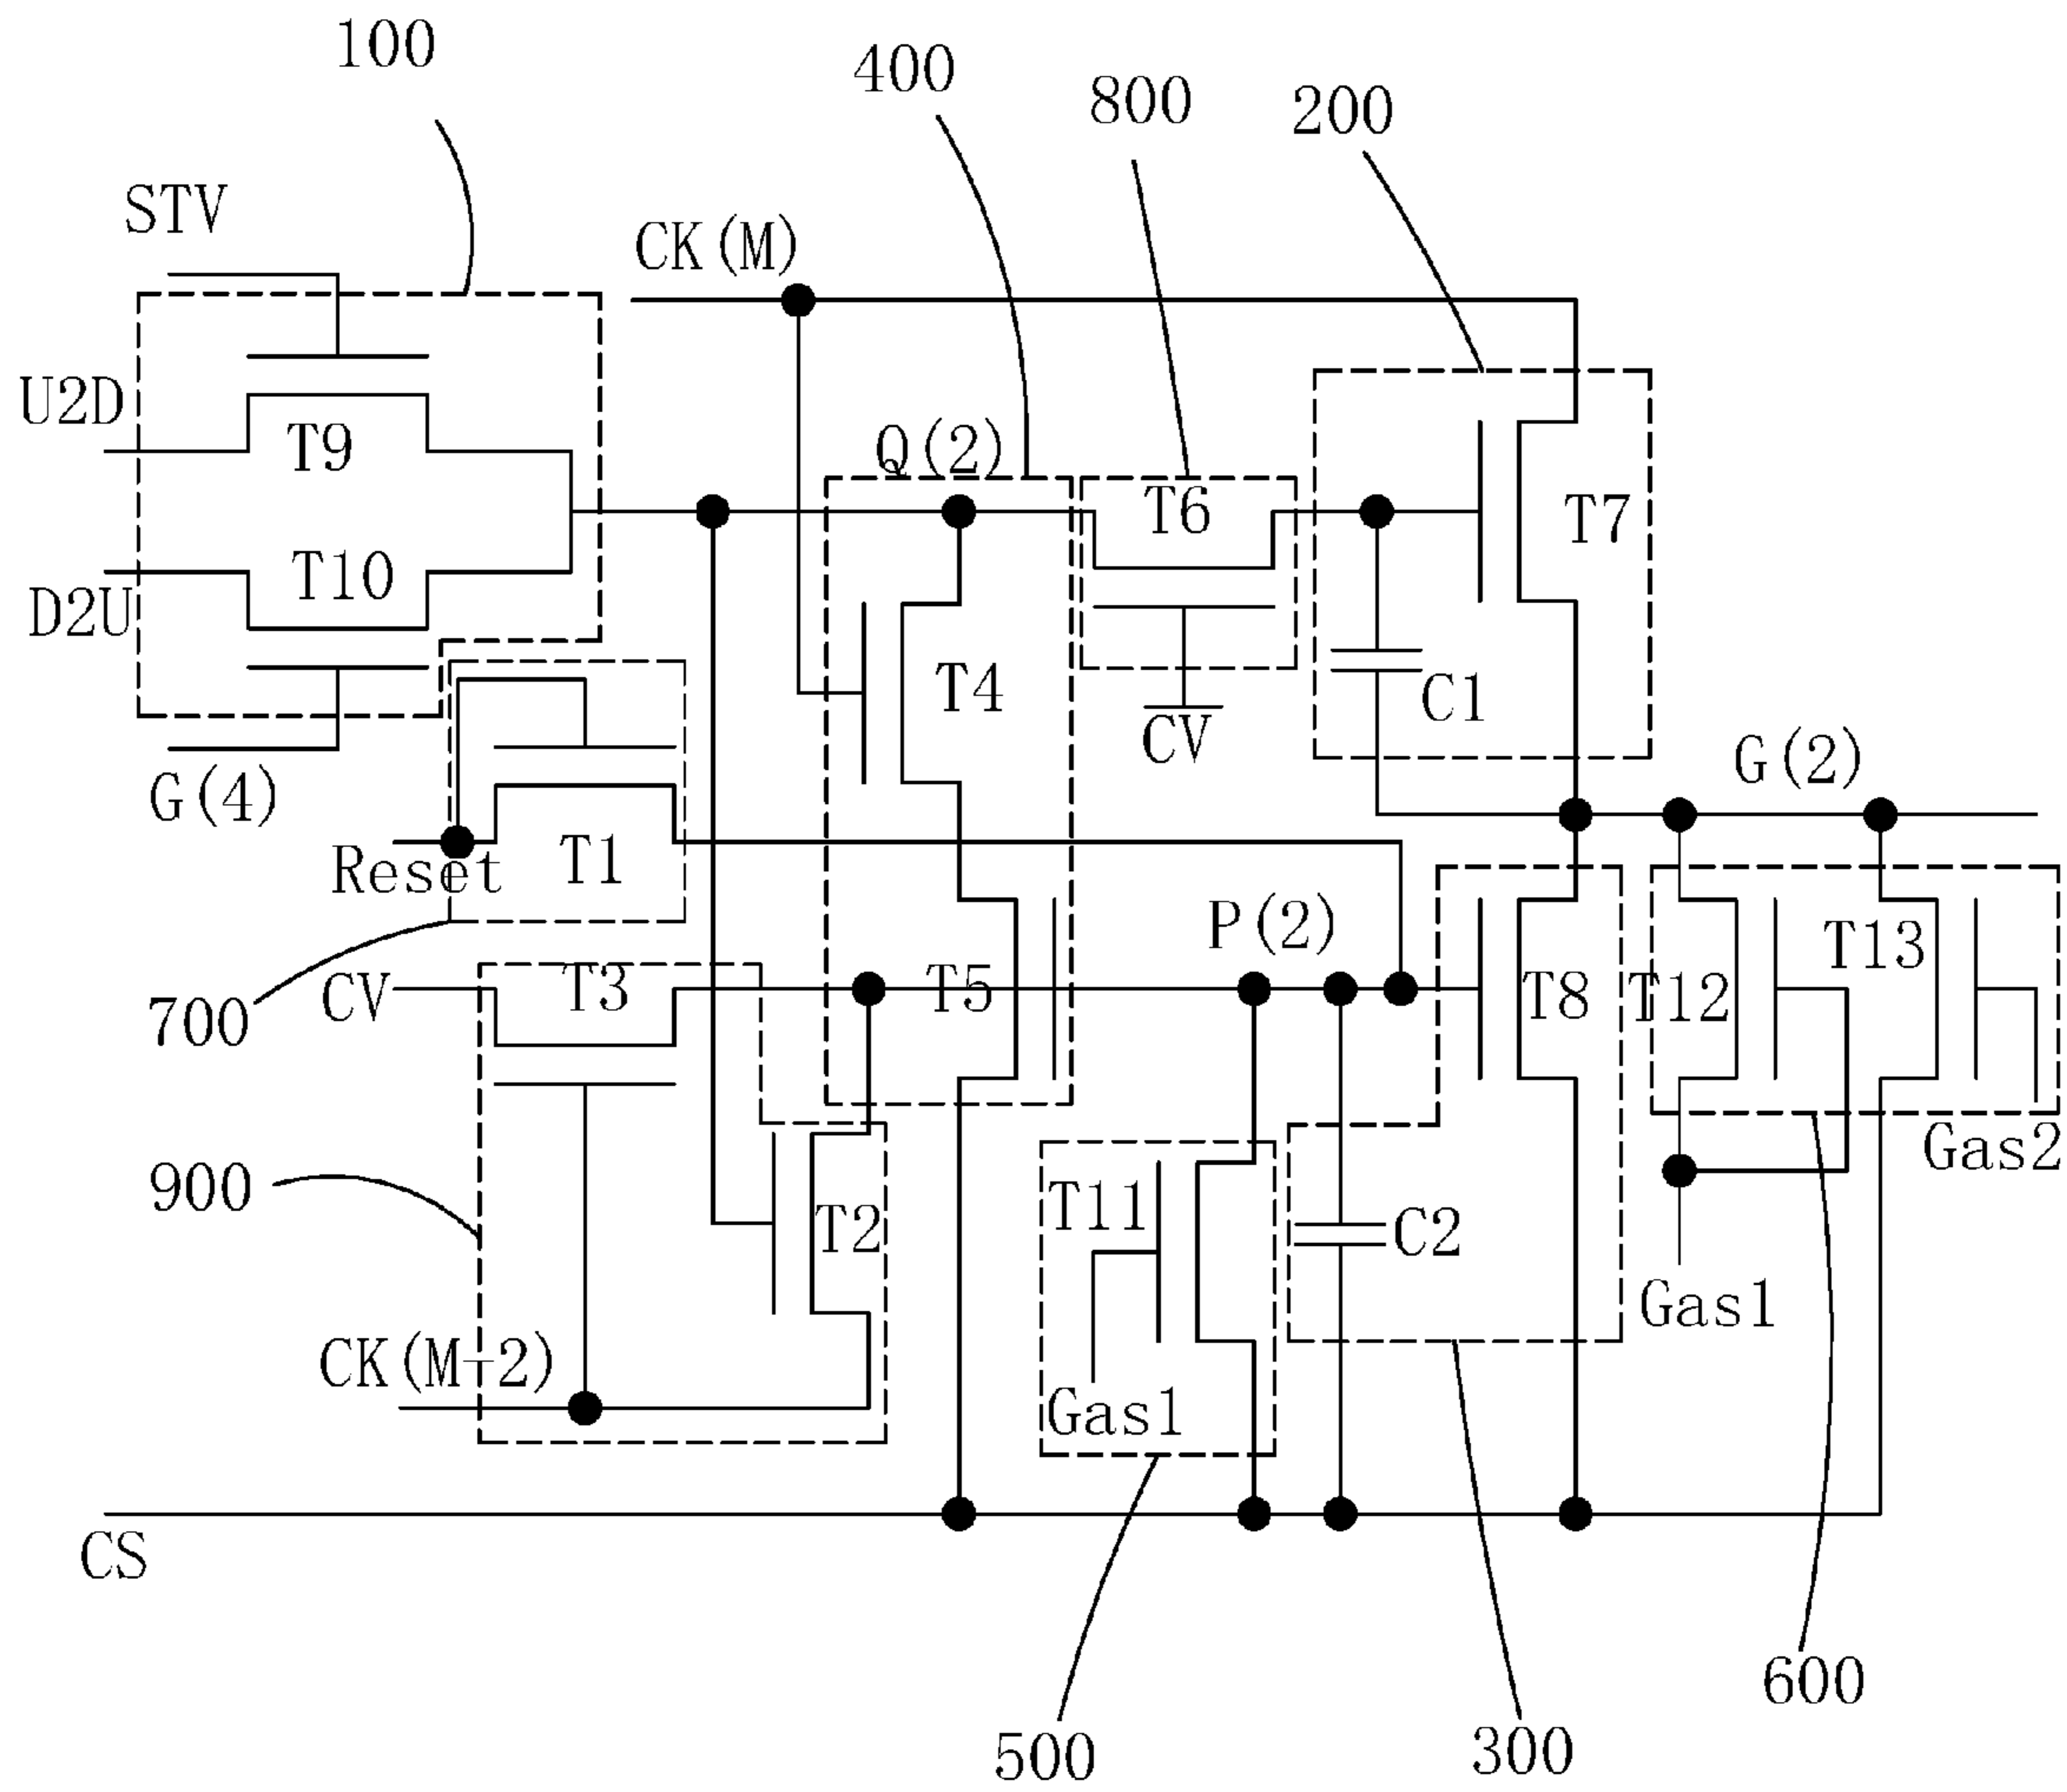 100
400
800
200
STV
CK(M)
U2D
T9
Q(2)
T6
T7
T10
D2U
T4
C1
CV
G(2)
G(4)
Reset
T1
P(2)
T13
CV
T3
T5
T8
T12
700
Gas2
900
T11
T2
C2
Gas1
CK(M-2)
Gas1
CS
600
500
300